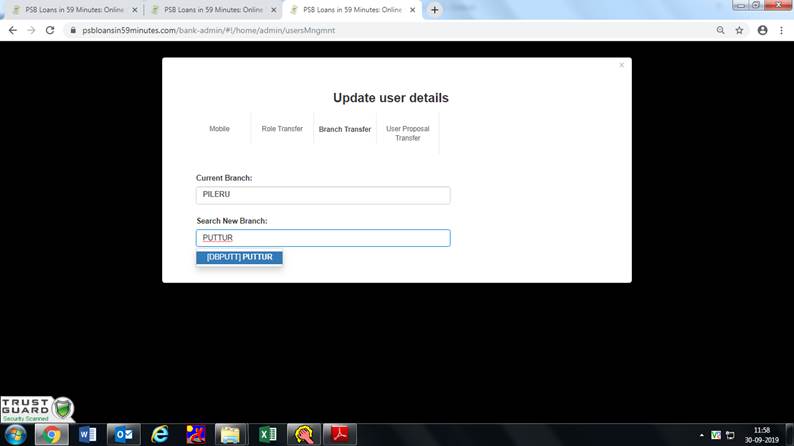 PSB Loans in 59 Minutes: Online
PSB Loans in 59 Minutes: Online
PSB Loans in 59 Minutes: Online
psbloansin59minutes.com/bank-admin/#!/home/admin/usersMngmnt
Update user details
Mobile
Role Transfer
Branch Transfer
User Proposal
Transfer
Current Branch:
PILERU
Search New Branch:
PUTTUR
[DBPUTT] PUTTUR
TRUST
GUARD
Security Scanned
11:58
30-09-2019